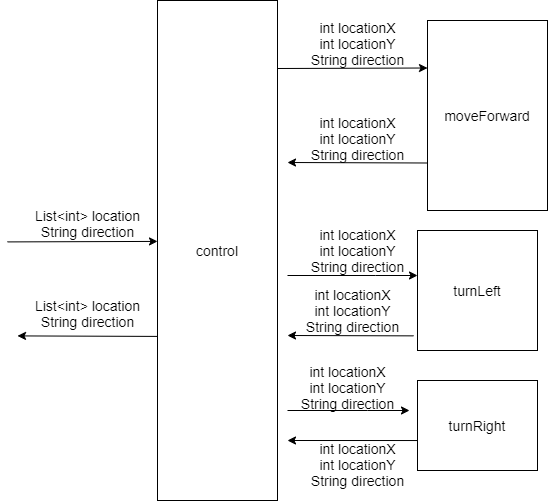 int locationX
int locationY
String direction
moveForward
int locationX
int locationY
String direction
List<int> location
String direction
control
int locationX
int locationY
String direction
turnLeft
int locationX
int locationY
String direction
List<int> location
String direction
int locationX
int locationY
String direction
turnRight
int locationX
int locationY
String direction